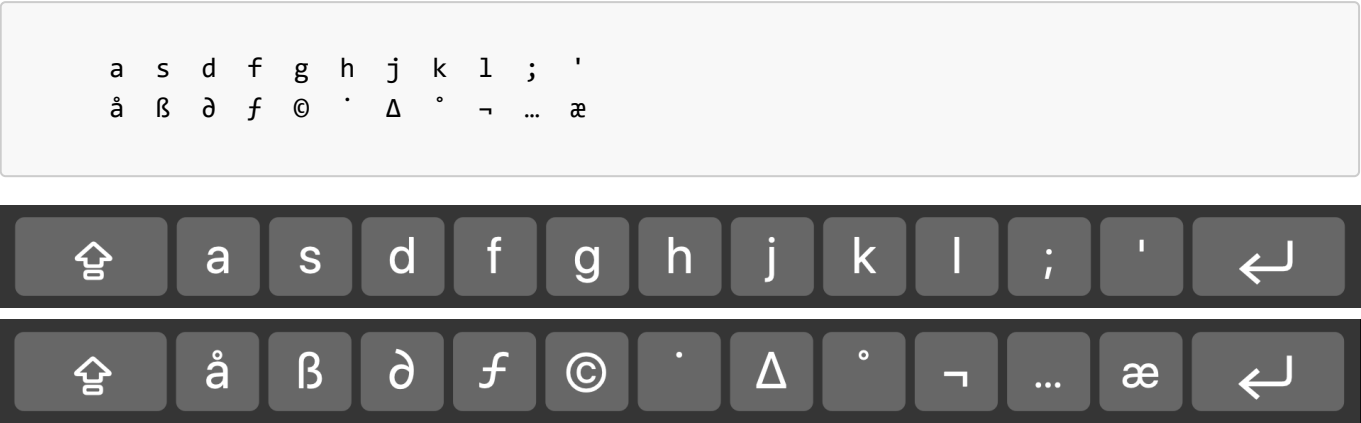 a s d f g h j k l ; '
å ß ∂ ƒ © ˙ ∆ ˚ ¬ … æ
a s d f g h j k l ; '
å ß ∂ ƒ © ˙ ∆ ˚ ¬ … æ